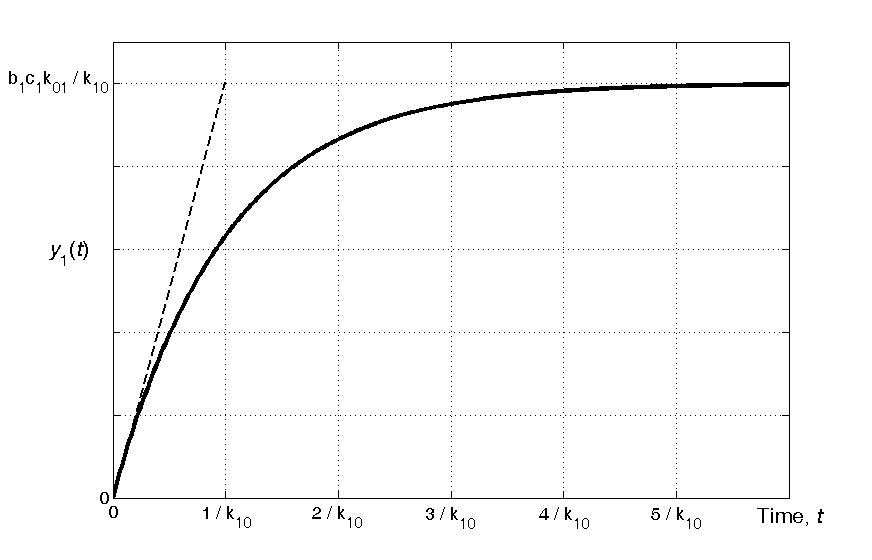 b₁c₁k₀₁ / k₁₀
y₁(t)
0
0
1 / k₁₀
2 / k₁₀
3 / k₁₀
4 / k₁₀
5 / k₁₀
Time, t